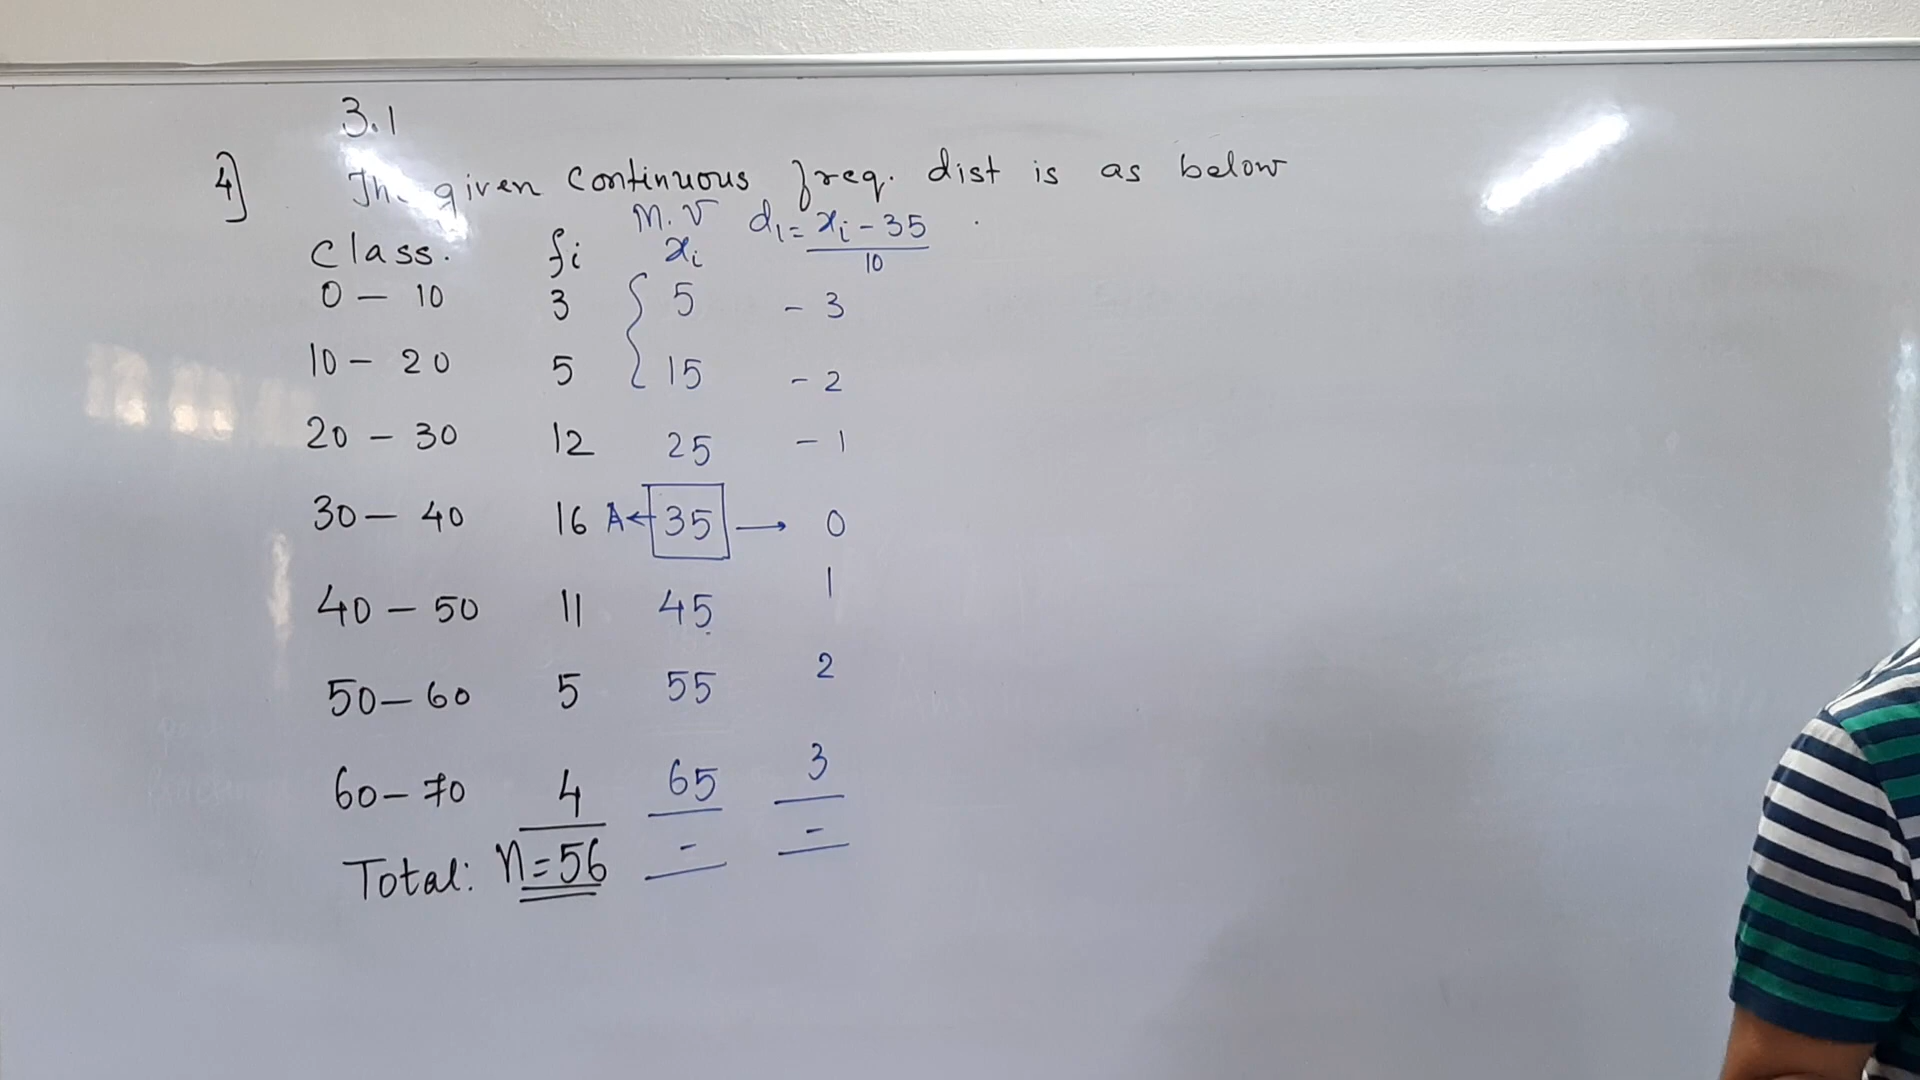 3.1
4] The given continuous freq. dist is as below
M.V d₁= xᵢ - 35
Class. fᵢ xᵢ 10
0 - 10 3 5 - 3
10 - 20 5 15 - 2
20 - 30 12 25 - 1
30 - 40 16 A← 35 → 0
40 - 50 11 45 1
50 - 60 5 55 2
60 - 70 4 65 3
Total: n=56 - -